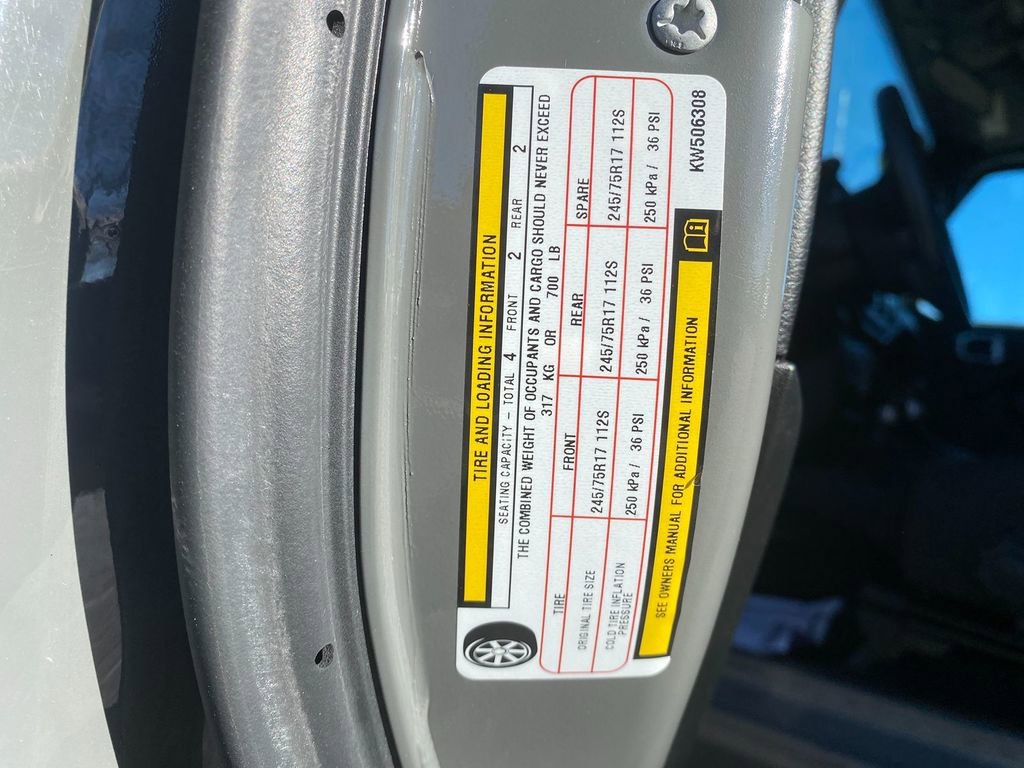 TIRE AND LOADING INFORMATION
SEATING CAPACITY - TOTAL 4 FRONT 2 REAR 2
THE COMBINED WEIGHT OF OCCUPANTS AND CARGO SHOULD NEVER EXCEED
317 KG OR 700 LB
TIRE FRONT REAR SPARE
ORIGINAL TIRE SIZE 245/75R17 112S 245/75R17 112S 245/75R17 112S
COLD TIRE INFLATION PRESSURE 250 kPa / 36 PSI 250 kPa / 36 PSI 250 kPa / 36 PSI
SEE OWNERS MANUAL FOR ADDITIONAL INFORMATION
KW506308